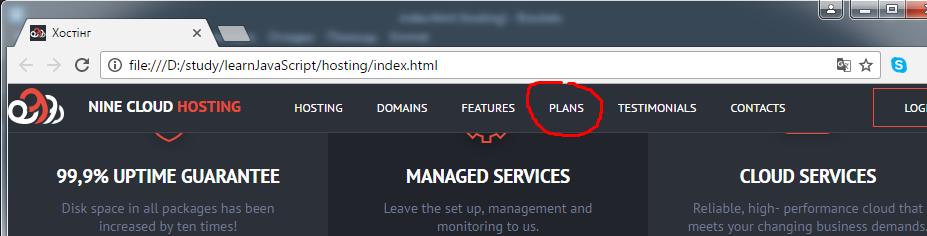 Хостінг
file:///D:/study/learnJavaScript/hosting/index.html
NINE CLOUD HOSTING HOSTING DOMAINS FEATURES PLANS TESTIMONIALS CONTACTS
99,9% UPTIME GUARANTEE
Disk space in all packages has been
increased by ten times!
MANAGED SERVICES
Leave the set up, management and
monitoring to us.
CLOUD SERVICES
Reliable, high- performance cloud that
meets your changing business demands.